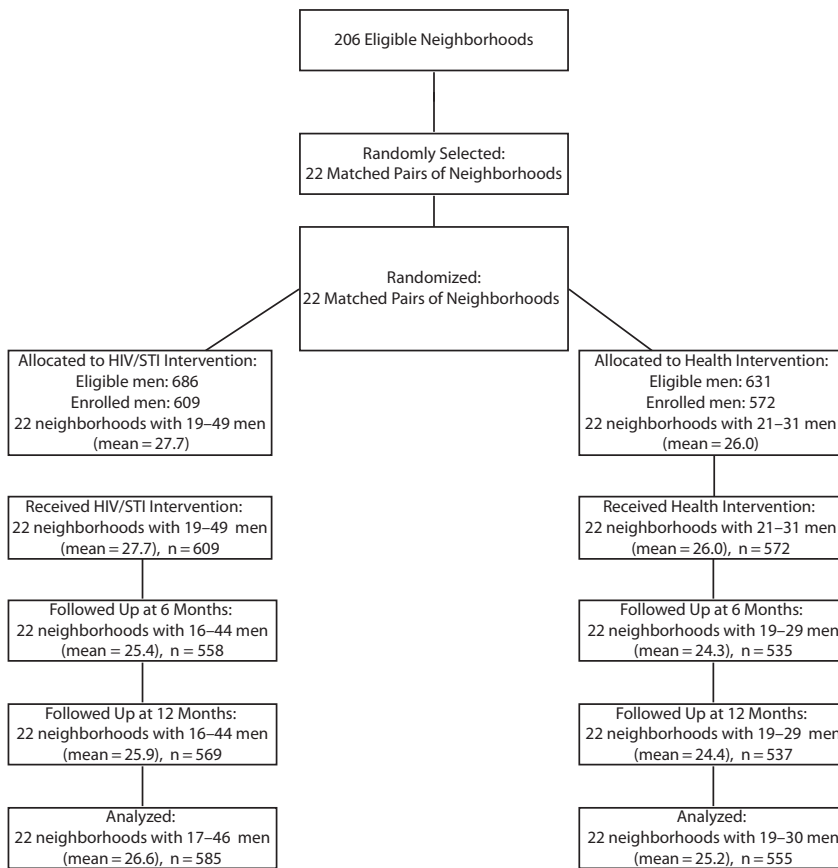 206 Eligible Neighborhoods
Randomly Selected:
22 Matched Pairs of Neighborhoods
Randomized:
22 Matched Pairs of Neighborhoods
Allocated to HIV/STI Intervention:
Eligible men: 686
Enrolled men: 609
22 neighborhoods with 19–49 men
(mean = 27.7)
Allocated to Health Intervention:
Eligible men: 631
Enrolled men: 572
22 neighborhoods with 21–31 men
(mean = 26.0)
Received HIV/STI Intervention:
22 neighborhoods with 19–49 men
(mean = 27.7), n = 609
Received Health Intervention:
22 neighborhoods with 21–31 men
(mean = 26.0), n = 572
Followed Up at 6 Months:
22 neighborhoods with 16–44 men
(mean = 25.4), n = 558
Followed Up at 6 Months:
22 neighborhoods with 19–29 men
(mean = 24.3), n = 535
Followed Up at 12 Months:
22 neighborhoods with 16–44 men
(mean = 25.9), n = 569
Followed Up at 12 Months:
22 neighborhoods with 19–29 men
(mean = 24.4), n = 537
Analyzed:
22 neighborhoods with 17–46 men
(mean = 26.6), n = 585
Analyzed:
22 neighborhoods with 19–30 men
(mean = 25.2), n = 555